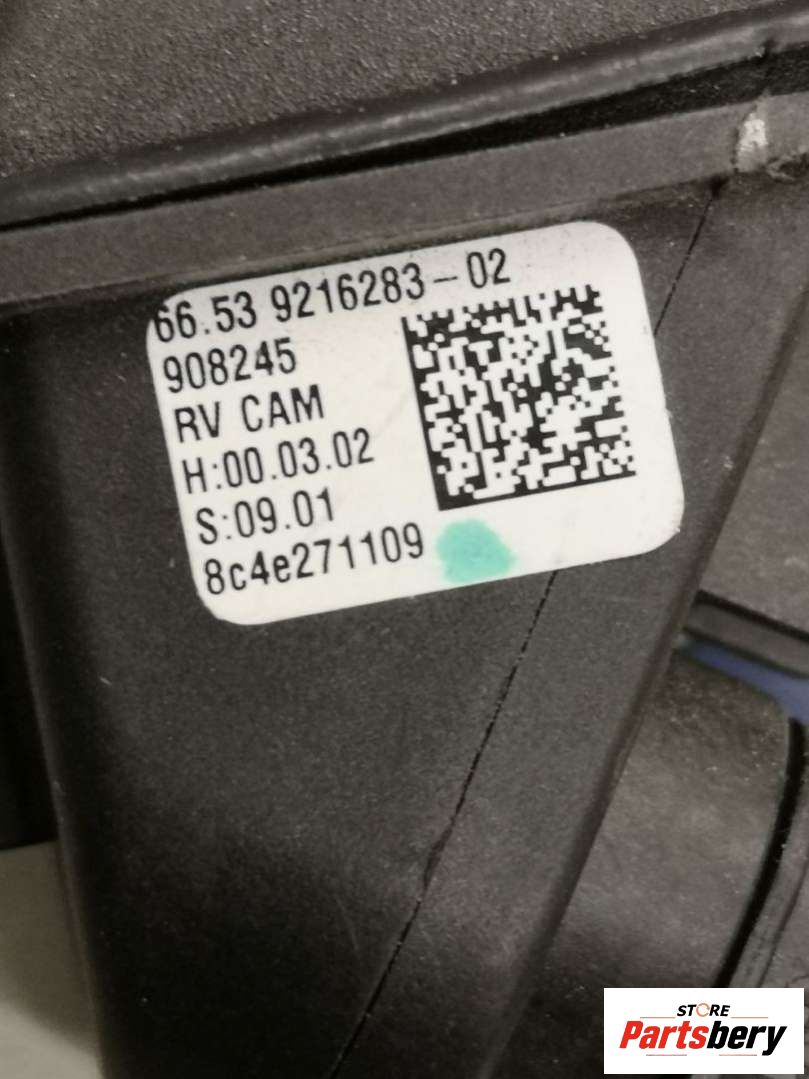 66.53 9216283-02
908245
RV CAM
H:00.03.02
S:09.01
8c4e271109
STORE
Partsbery